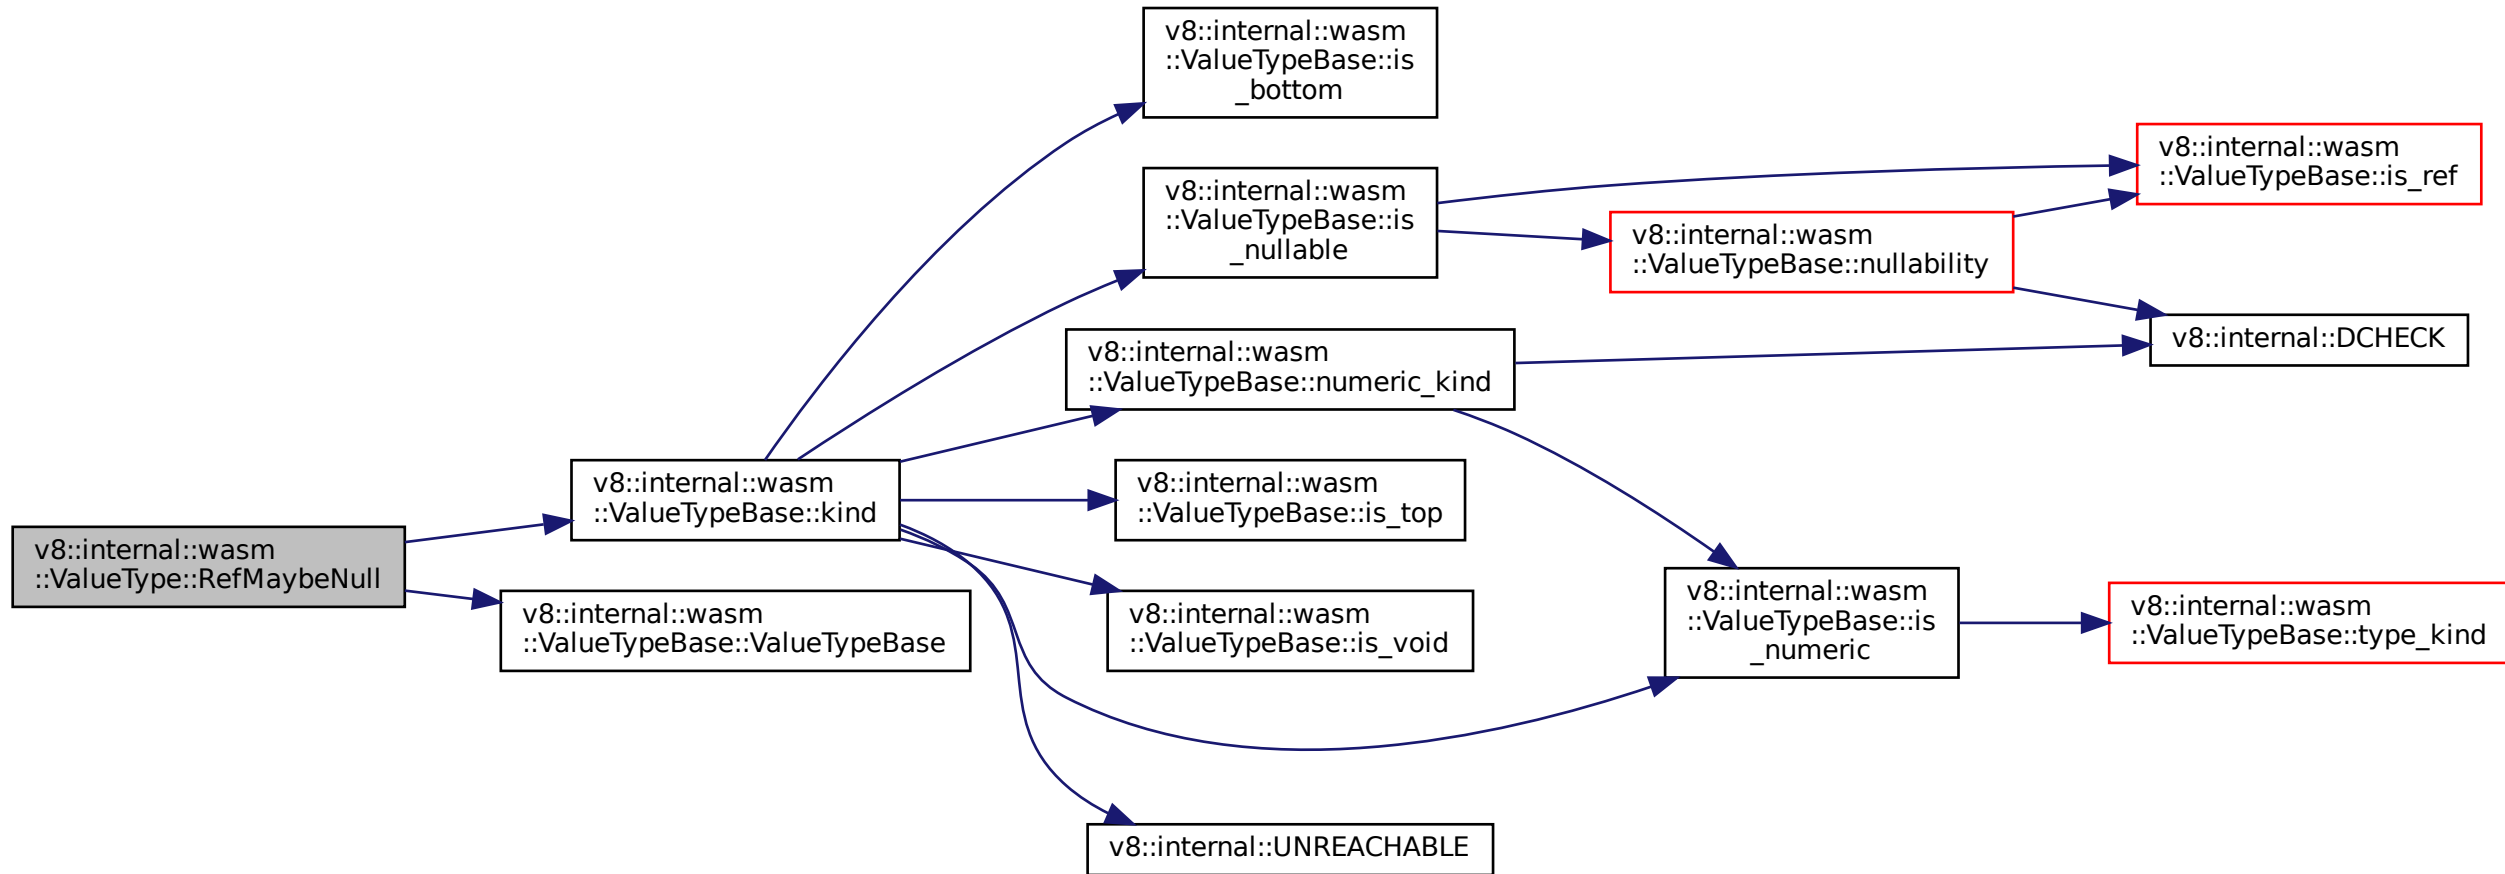 v8::internal::wasm
::ValueType::RefMaybeNull
v8::internal::wasm
::ValueTypeBase::kind
v8::internal::wasm
::ValueTypeBase::ValueTypeBase
v8::internal::wasm
::ValueTypeBase::is
_bottom
v8::internal::wasm
::ValueTypeBase::is
_nullable
v8::internal::wasm
::ValueTypeBase::numeric_kind
v8::internal::wasm
::ValueTypeBase::is_top
v8::internal::wasm
::ValueTypeBase::is_void
v8::internal::UNREACHABLE
v8::internal::wasm
::ValueTypeBase::nullability
v8::internal::wasm
::ValueTypeBase::is
_numeric
v8::internal::wasm
::ValueTypeBase::is_ref
v8::internal::DCHECK
v8::internal::wasm
::ValueTypeBase::type_kind